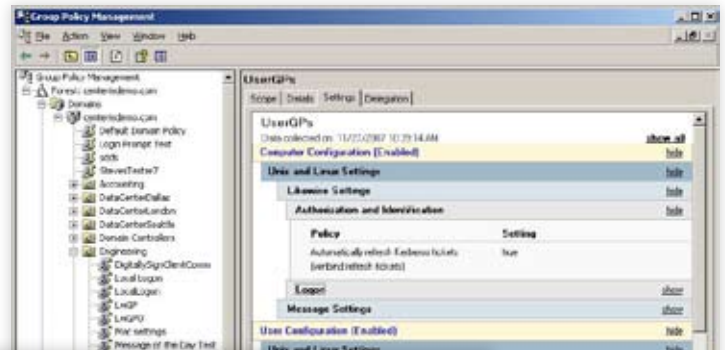 Group Policy Management
File Action View Window Help
Group Policy Management
Forest: centerisdemo.com
Domains
centerisdemo.com
Default Domain Policy
Login Prompt Test
sods
StevesTester7
Accounting
DataCenterDallas
DataCenterLondon
DataCenterSeattle
Domain Controllers
Engineering
DigitallySignClientComm
Local Logon
LocalLogon
LWGP
LWGPO
Mac settings
Message of the Day Test
UserGPs
Scope Details Settings Delegation
UserGPs
Data collected on: 11/27/2007 10:39:14 AM show all
Computer Configuration (Enabled) hide
Unix and Linux Settings hide
Likewise Settings hide
Authorization and Identification hide
Policy Setting
Automatically refresh Kerberos tickets true
(winbind refresh tickets)
Logon show
Message Settings show
User Configuration (Enabled) hide
Unix and Linux Settings hide